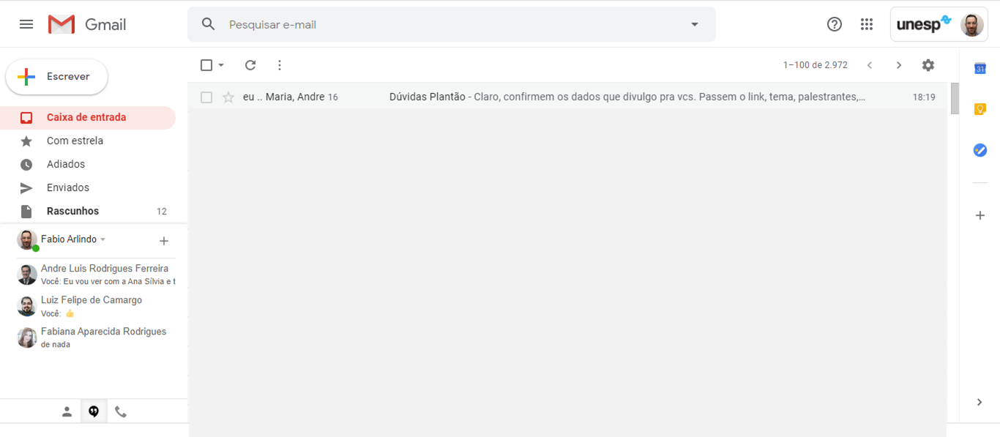 Gmail
Pesquisar e-mail
unesp
Escrever
1–100 de 2.972
31
eu .. Maria, Andre 16 Dúvidas Plantão - Claro, confirmem os dados que divulgo pra vcs. Passem o link, tema, palestrantes,... 18:19
Caixa de entrada
Com estrela
Adiados
Enviados
Rascunhos 12
Fabio Arlindo
Andre Luis Rodrigues Ferreira
Você: Eu vou ver com a Ana Sílvia e t
Luiz Felipe de Camargo
Você: 👍
Fabiana Aparecida Rodrigues
de nada